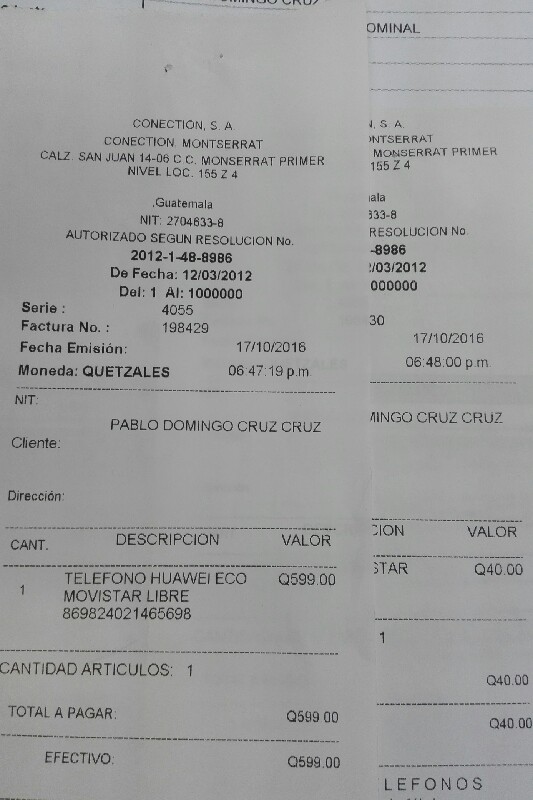 CONECTION, S. A
CONECTION. MONTSERRAT
CALZ. SAN JUAN 14-06 C C. MONSERRAT PRIMER
NIVEL LOC. 155 Z 4
.Guatemala
NIT: 2704633-8
AUTORIZADO SEGUN RESOLUCION No.
2012-1-48-8986
De Fecha: 12/03/2012
Del: 1 Al: 1000000
Serie : 4055
Factura No. : 198429
Fecha Emisión: 17/10/2016
Moneda: QUETZALES 06:47:19 p.m.
NIT:
PABLO DOMINGO CRUZ CRUZ
Cliente:
Dirección:
CANT. DESCRIPCION VALOR
1 TELEFONO HUAWEI ECO Q599.00
MOVISTAR LIBRE
869824021465698
CANTIDAD ARTICULOS: 1
TOTAL A PAGAR: Q599.00
EFECTIVO: Q599.00
OMINAL
. S. A.
NTSERRAT
MONSERRAT PRIMER
155 Z 4
ala
33-8
RESOLUCION No
-8986
/03/2012
000000
30
17/10/2016
06:48:00 p.m.
MINGO CRUZ CRUZ
CION VALOR
STAR Q40.00
1
Q40.00
Q40.00
LEFONOS